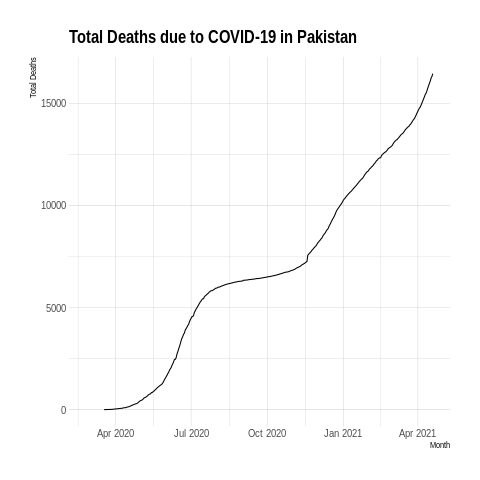 Total Deaths due to COVID-19 in Pakistan
Total Deaths
15000
10000
5000
0
Apr 2020 Jul 2020 Oct 2020 Jan 2021 Apr 2021
Month